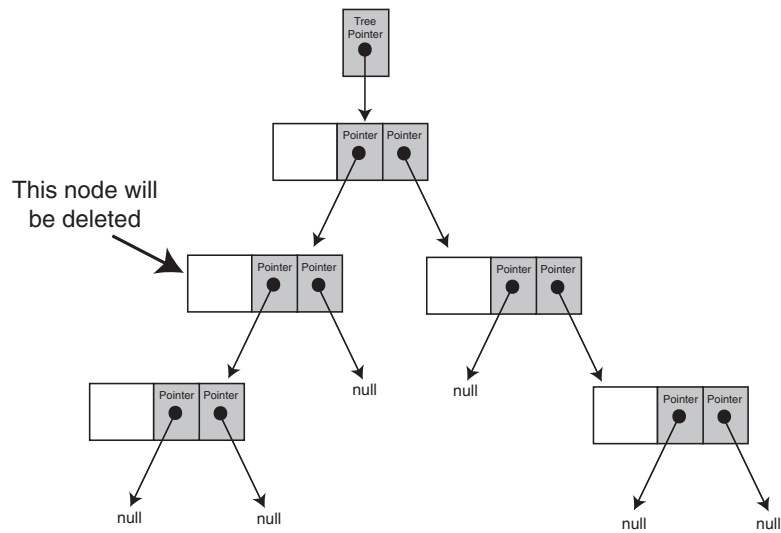 Tree
Pointer
Pointer Pointer
This node will
be deleted
Pointer Pointer
Pointer Pointer
null
null
Pointer Pointer
Pointer Pointer
null
null
null
null